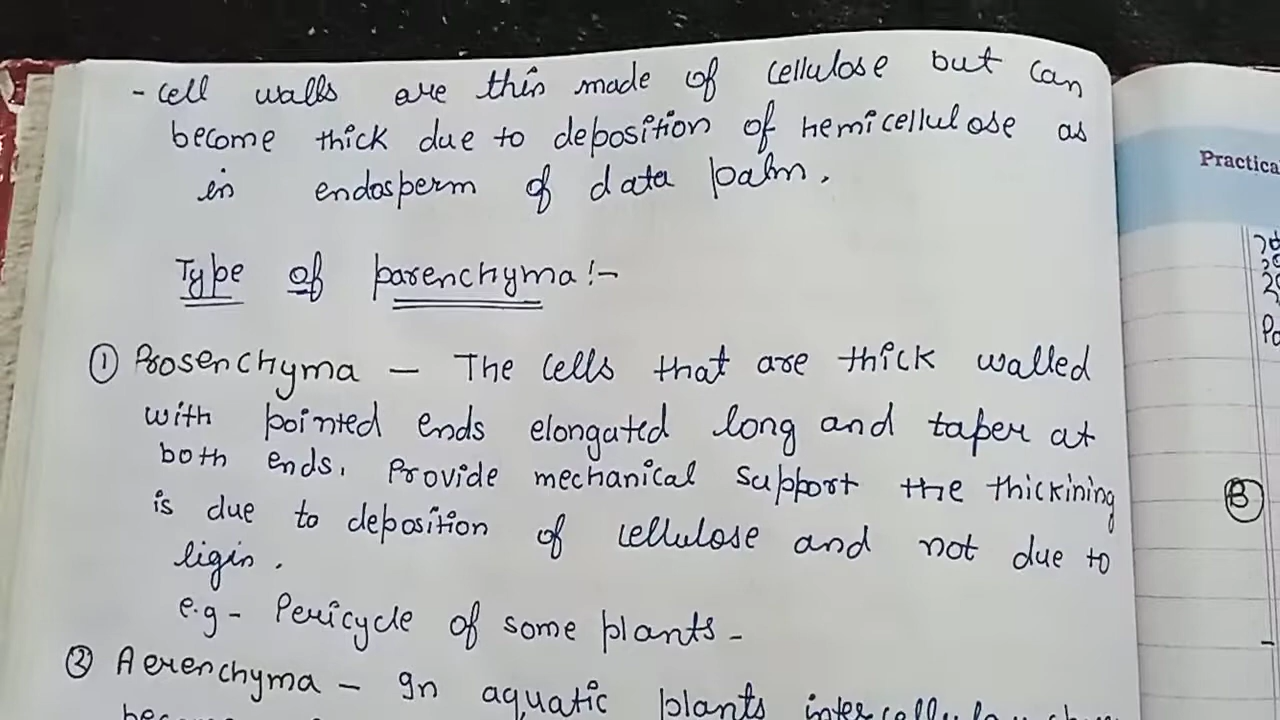 - cell walls are thin made of cellulose but can
become thick due to deposition of hemicellulose as
in endosperm of data palm.
Type of parenchyma :-
① Prosenchyma — The cells that are thick walled
with pointed ends elongated long and taper at
both ends. Provide mechanical support the thickining
is due to deposition of cellulose and not due to
ligin.
e.g - Pericycle of some plants -
② Aerenchyma — In aquatic plants intercellular
Practica
B